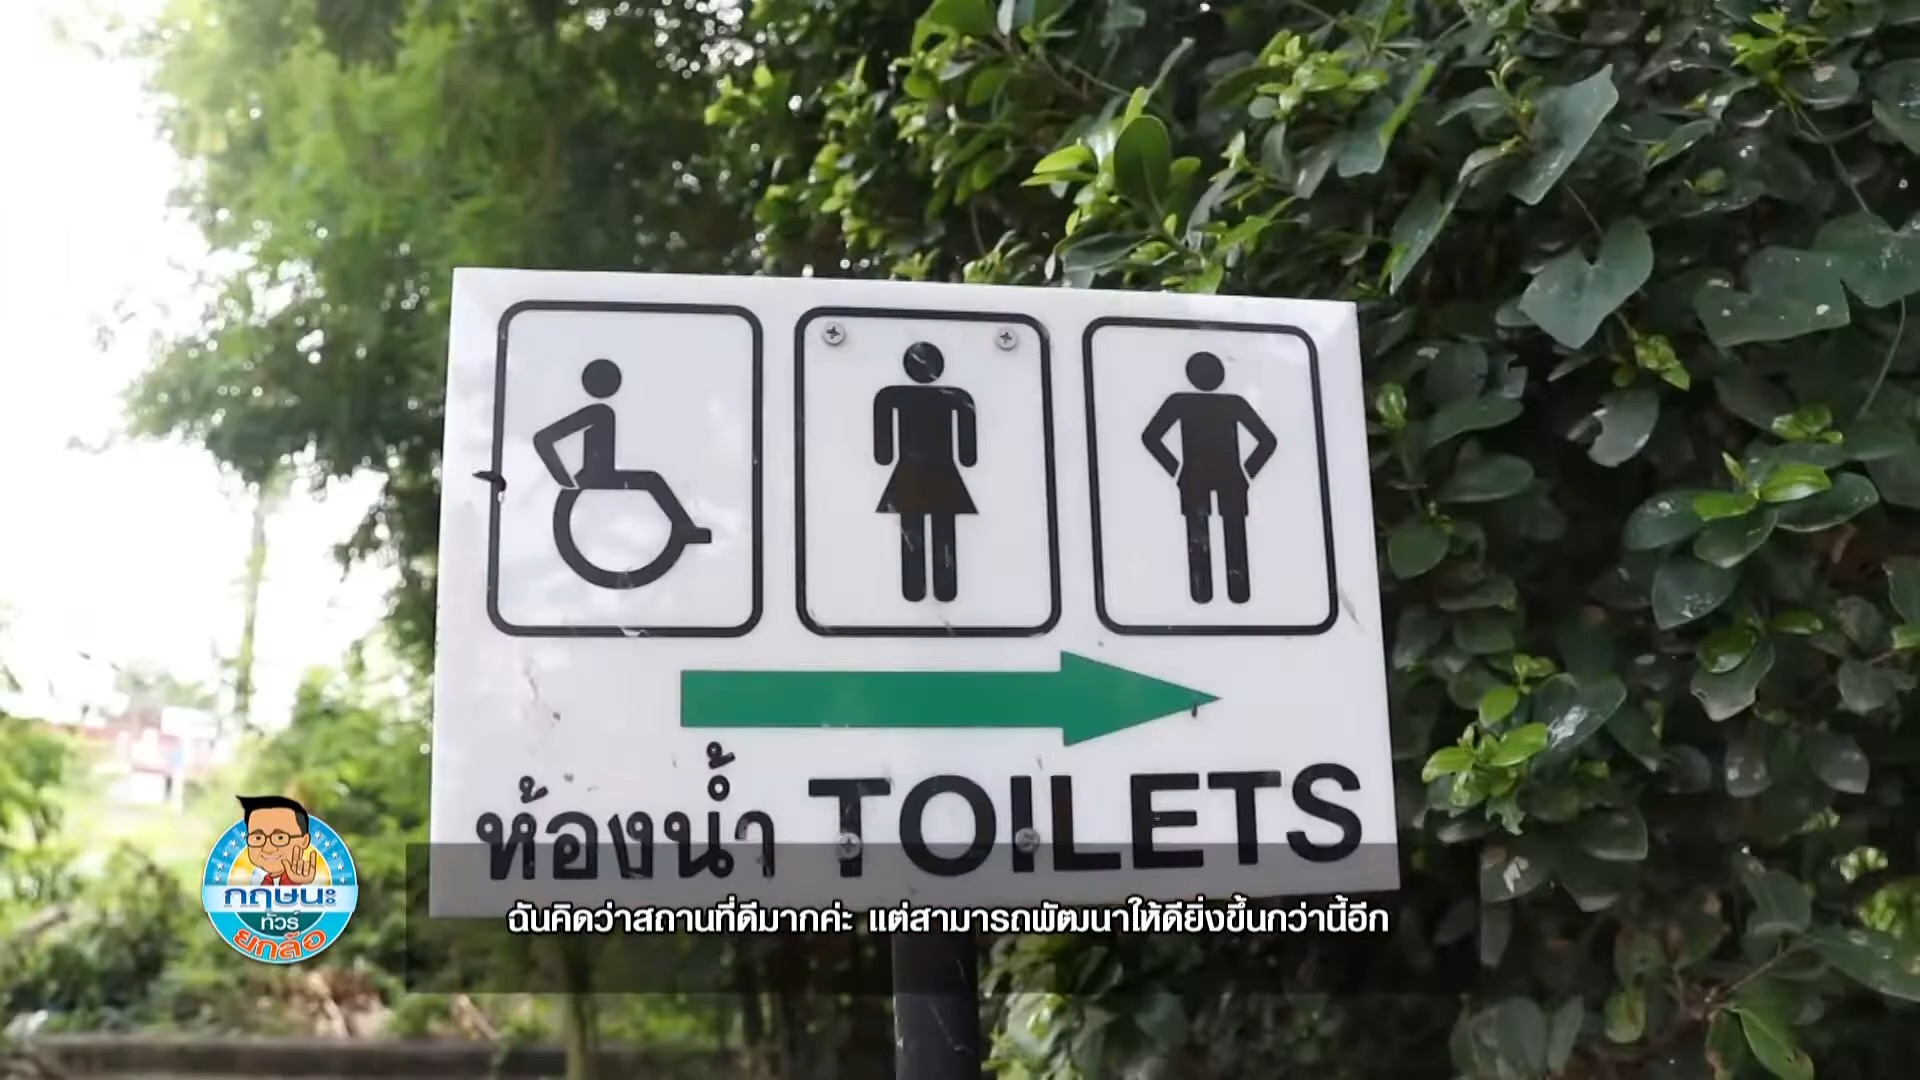 ห้องน้ำ TOILETS
กฤษนะ
ทัวร์
ยกล้อ
ฉันคิดว่าสถานที่ดีมากค่ะ แต่สามารถพัฒนาให้ดียิ่งขึ้นกว่านี้อีก